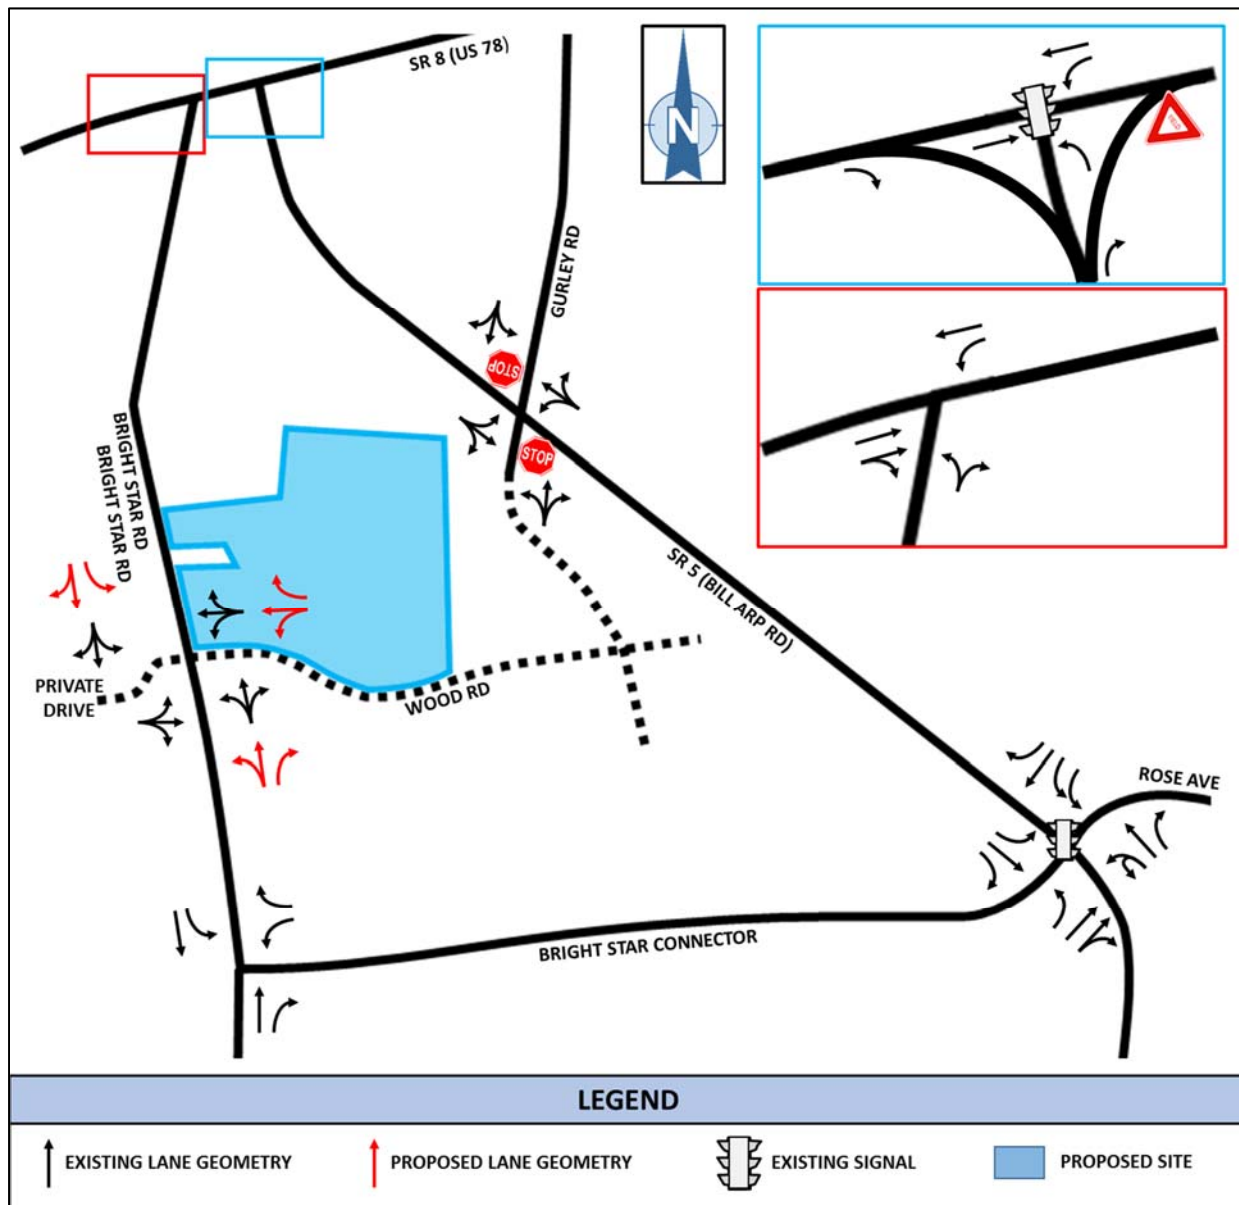 SR 8 (US 78)
N
YIELD
GURLEY RD
STOP
STOP
BRIGHT STAR RD
BRIGHT STAR RD
SR 5 (BILL ARP RD)
PRIVATE
DRIVE
WOOD RD
ROSE AVE
BRIGHT STAR CONNECTOR
LEGEND
EXISTING LANE GEOMETRY
PROPOSED LANE GEOMETRY
EXISTING SIGNAL
PROPOSED SITE